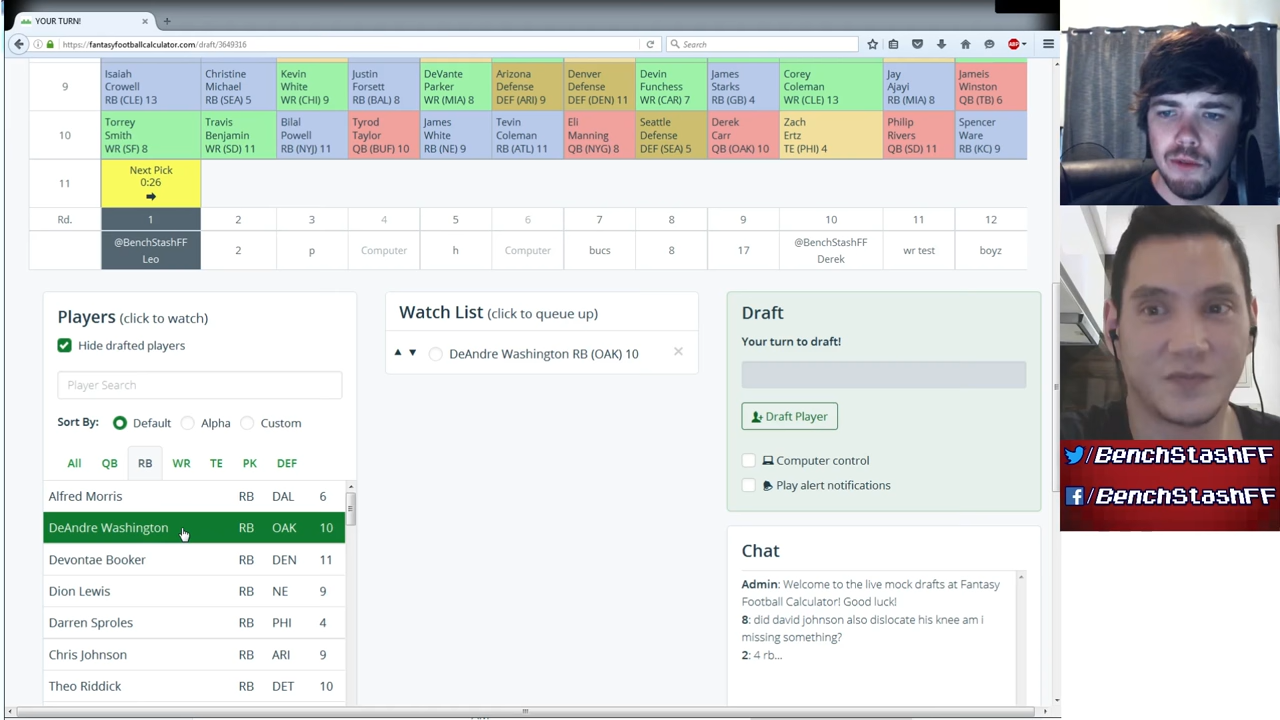 YOUR TURN!
https://fantasyfootballcalculator.com/draft/3649316
Search
ABP
9
Isaiah Crowell RB (CLE) 13
Christine Michael RB (SEA) 5
Kevin White WR (CHI) 9
Justin Forsett RB (BAL) 8
DeVante Parker WR (MIA) 8
Arizona Defense DEF (ARI) 9
Denver Defense DEF (DEN) 11
Devin Funchess WR (CAR) 7
James Starks RB (GB) 4
Corey Coleman WR (CLE) 13
Jay Ajayi RB (MIA) 8
Jameis Winston QB (TB) 6
10
Torrey Smith WR (SF) 8
Travis Benjamin WR (SD) 11
Bilal Powell RB (NYJ) 11
Tyrod Taylor QB (BUF) 10
James White RB (NE) 9
Tevin Coleman RB (ATL) 11
Eli Manning QB (NYG) 8
Seattle Defense DEF (SEA) 5
Derek Carr QB (OAK) 10
Zach Ertz TE (PHI) 4
Philip Rivers QB (SD) 11
Spencer Ware RB (KC) 9
11
Next Pick
0:26
Rd. 1 2 3 4 5 6 7 8 9 10 11 12
@BenchStashFF Leo 2 p Computer h Computer bucs 8 17 @BenchStashFF Derek wr test boyz
Players (click to watch)
Hide drafted players
Player Search
Sort By: Default Alpha Custom
All QB RB WR TE PK DEF
Alfred Morris RB DAL 6
DeAndre Washington RB OAK 10
Devontae Booker RB DEN 11
Dion Lewis RB NE 9
Darren Sproles RB PHI 4
Chris Johnson RB ARI 9
Theo Riddick RB DET 10
Watch List (click to queue up)
DeAndre Washington RB (OAK) 10
Draft
Your turn to draft!
Draft Player
Computer control
Play alert notifications
Chat
Admin: Welcome to the live mock drafts at Fantasy
Football Calculator! Good luck!
8: did david johnson also dislocate his knee am i
missing something?
2: 4 rb...
/BenchStashFF
/BenchStashFF